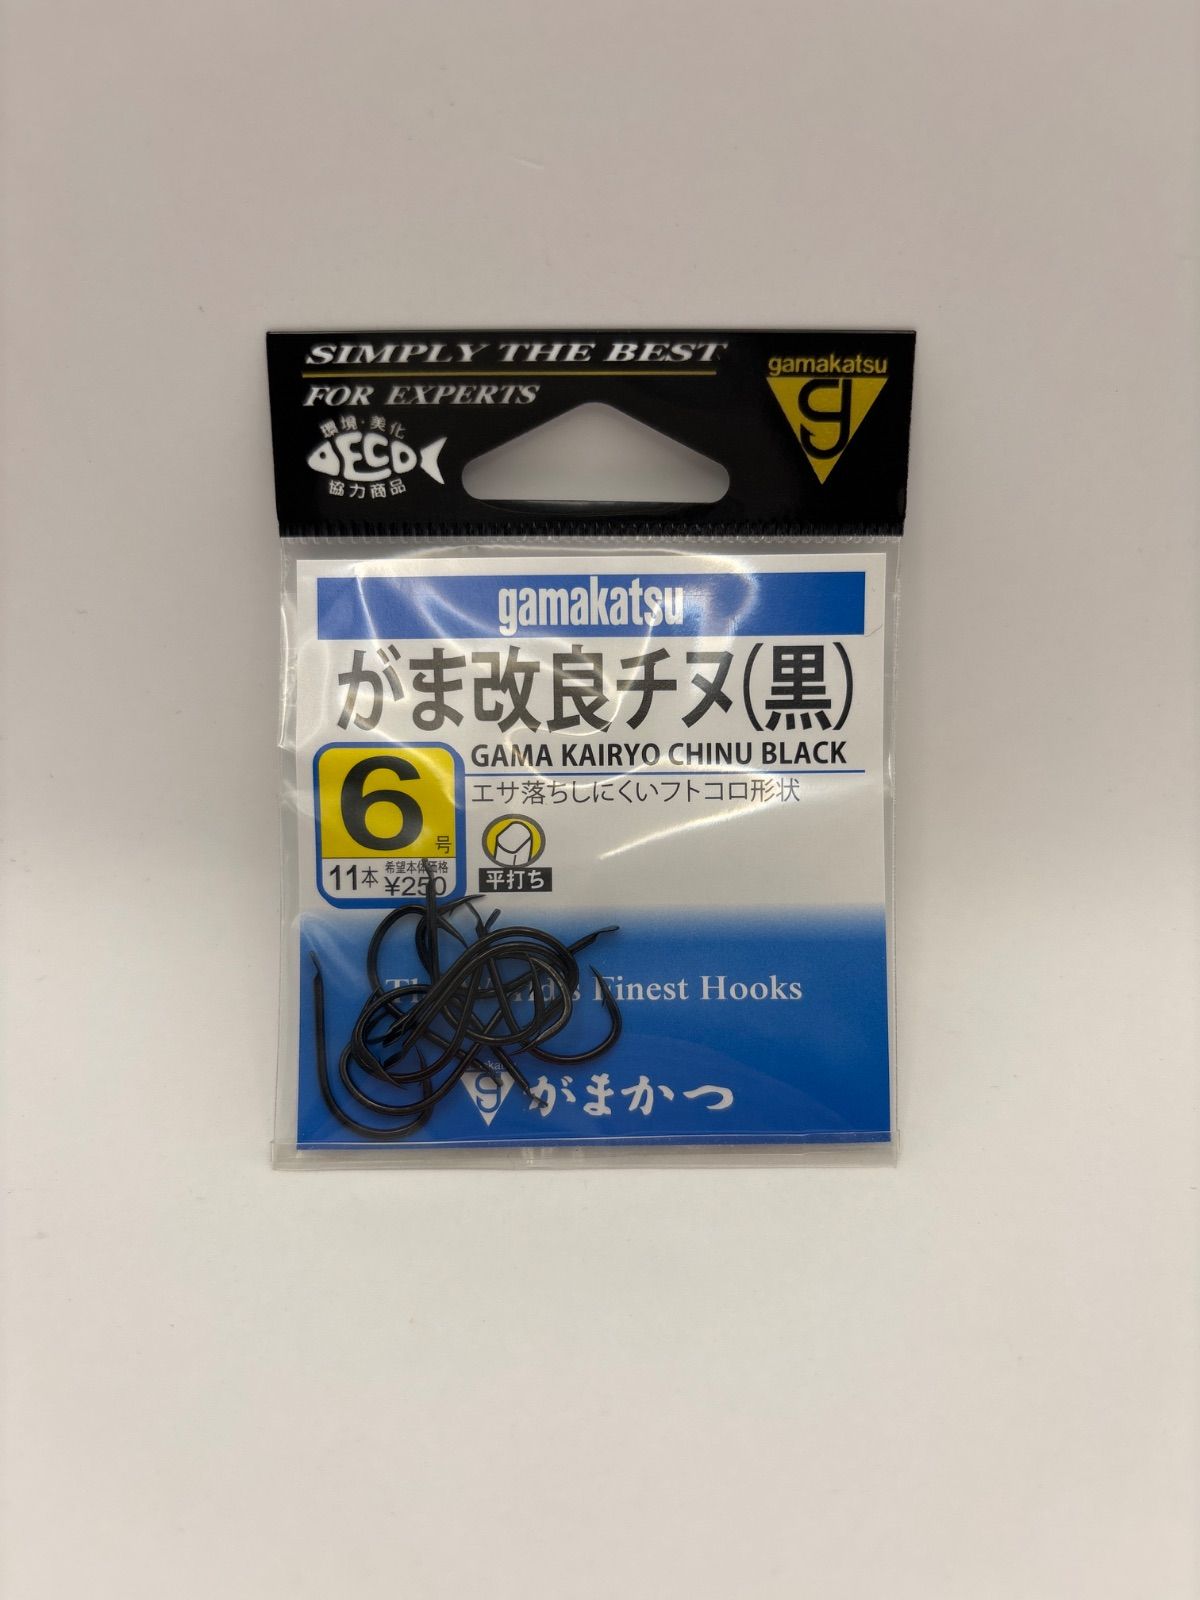 SIMPLY THE BEST
FOR EXPERTS
gamakatsu
環境・美化
ECO
協力商品
gamakatsu
がま改良チヌ(黒)
GAMA KAIRYO CHINU BLACK
エサ落ちしにくいフトコロ形状
6号
11本
希望本体価格
¥250
平打ち
Finest Hooks
がまかつ